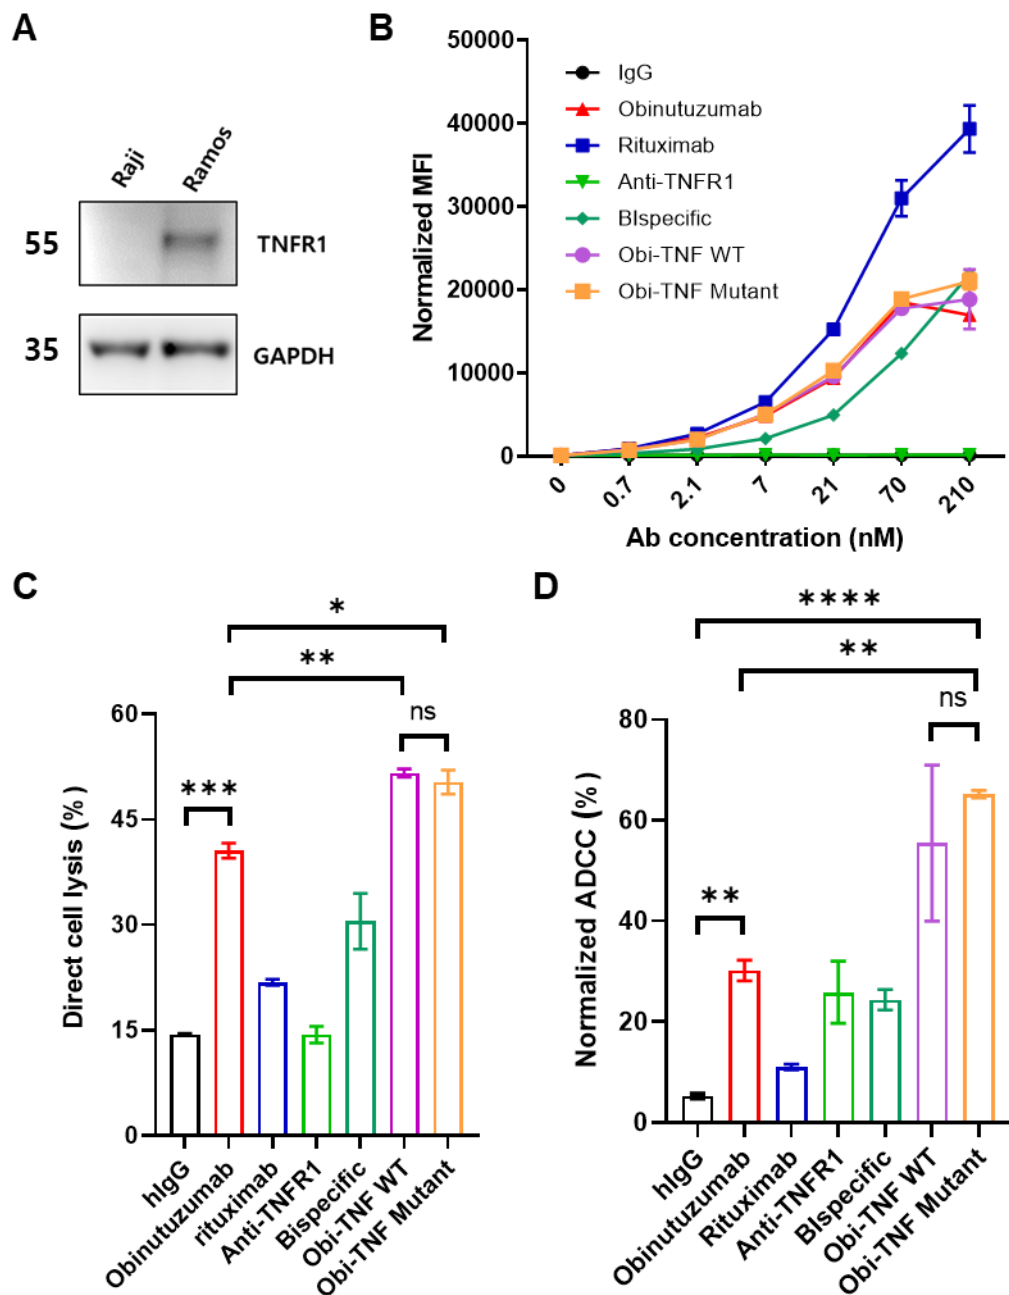 A
Raji
Ramos
55
TNFR1
35
GAPDH
B
50000
40000
30000
20000
10000
0
Normalized MFI
IgG
Obinutuzumab
Rituximab
Anti-TNFR1
BIspecific
Obi-TNF WT
Obi-TNF Mutant
0
0.7
2.1
7
21
70
210
Ab concentration (nM)
C
*
**
ns
***
60
45
30
15
0
Direct cell lysis (%)
hIgG
Obinutuzumab
rituximab
Anti-TNFR1
Bispecific
Obi-TNF WT
Obi-TNF Mutant
D
****
**
ns
**
80
60
40
20
0
Normalized ADCC (%)
hIgG
Obinutuzumab
Rituximab
Anti-TNFR1
BIspecific
Obi-TNF WT
Obi-TNF Mutant